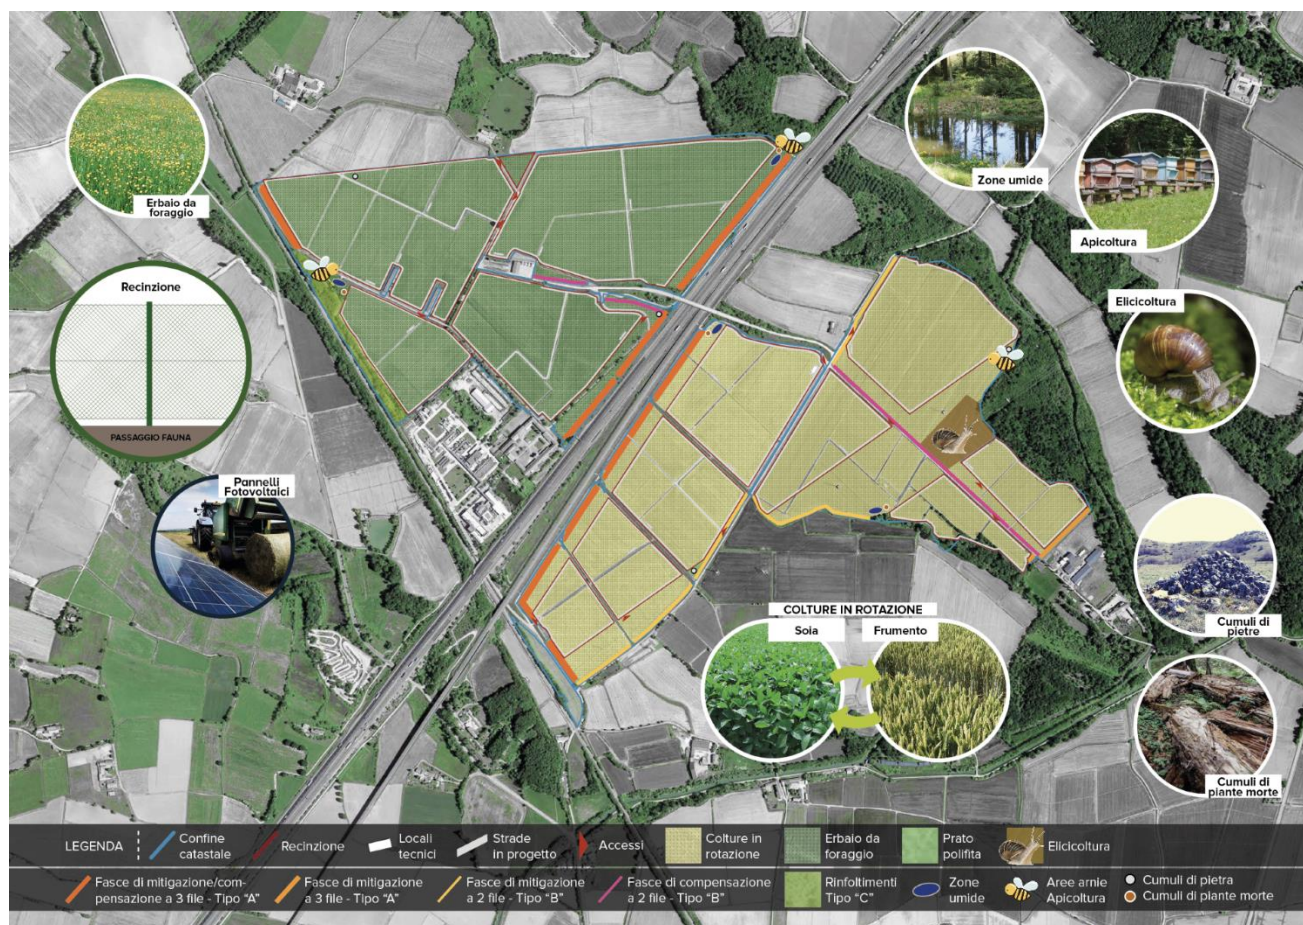 Erbaio da
foraggio
Zone umide
Apicoltura
Recinzione
PASSAGGIO FAUNA
Elicicoltura
Pannelli
Fotovoltaici
COLTURE IN ROTAZIONE
Soia
Frumento
Cumuli di
pietre
Cumuli di
piante morte
LEGENDA
Confine
catastale
Recinzione
Locali
tecnici
Strade
in progetto
Accessi
Colture in
rotazione
Erbaio da
foraggio
Prato
polifita
Elicicoltura
Fasce di mitigazione/com-
pensazione a 3 file - Tipo “A”
Fasce di mitigazione
a 3 file - Tipo “A”
Fasce di mitigazione
a 2 file - Tipo “B”
Fasce di compensazione
a 2 file - Tipo “B”
Rinfoltimenti
Tipo “C”
Zone
umide
Aree arnie
Apicoltura
Cumuli di pietra
Cumuli di piante morte